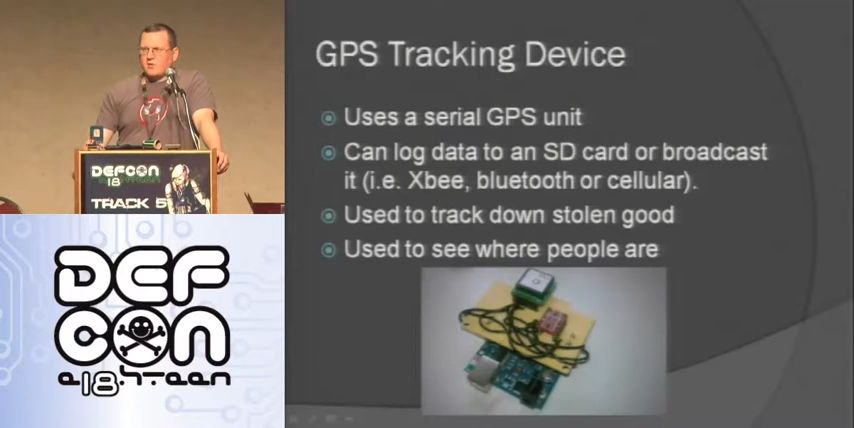 DEFCON
18
TRACK 5
DEF
CON
e18hteen
GPS Tracking Device
Uses a serial GPS unit
Can log data to an SD card or broadcast
it (i.e. Xbee, bluetooth or cellular).
Used to track down stolen good
Used to see where people are